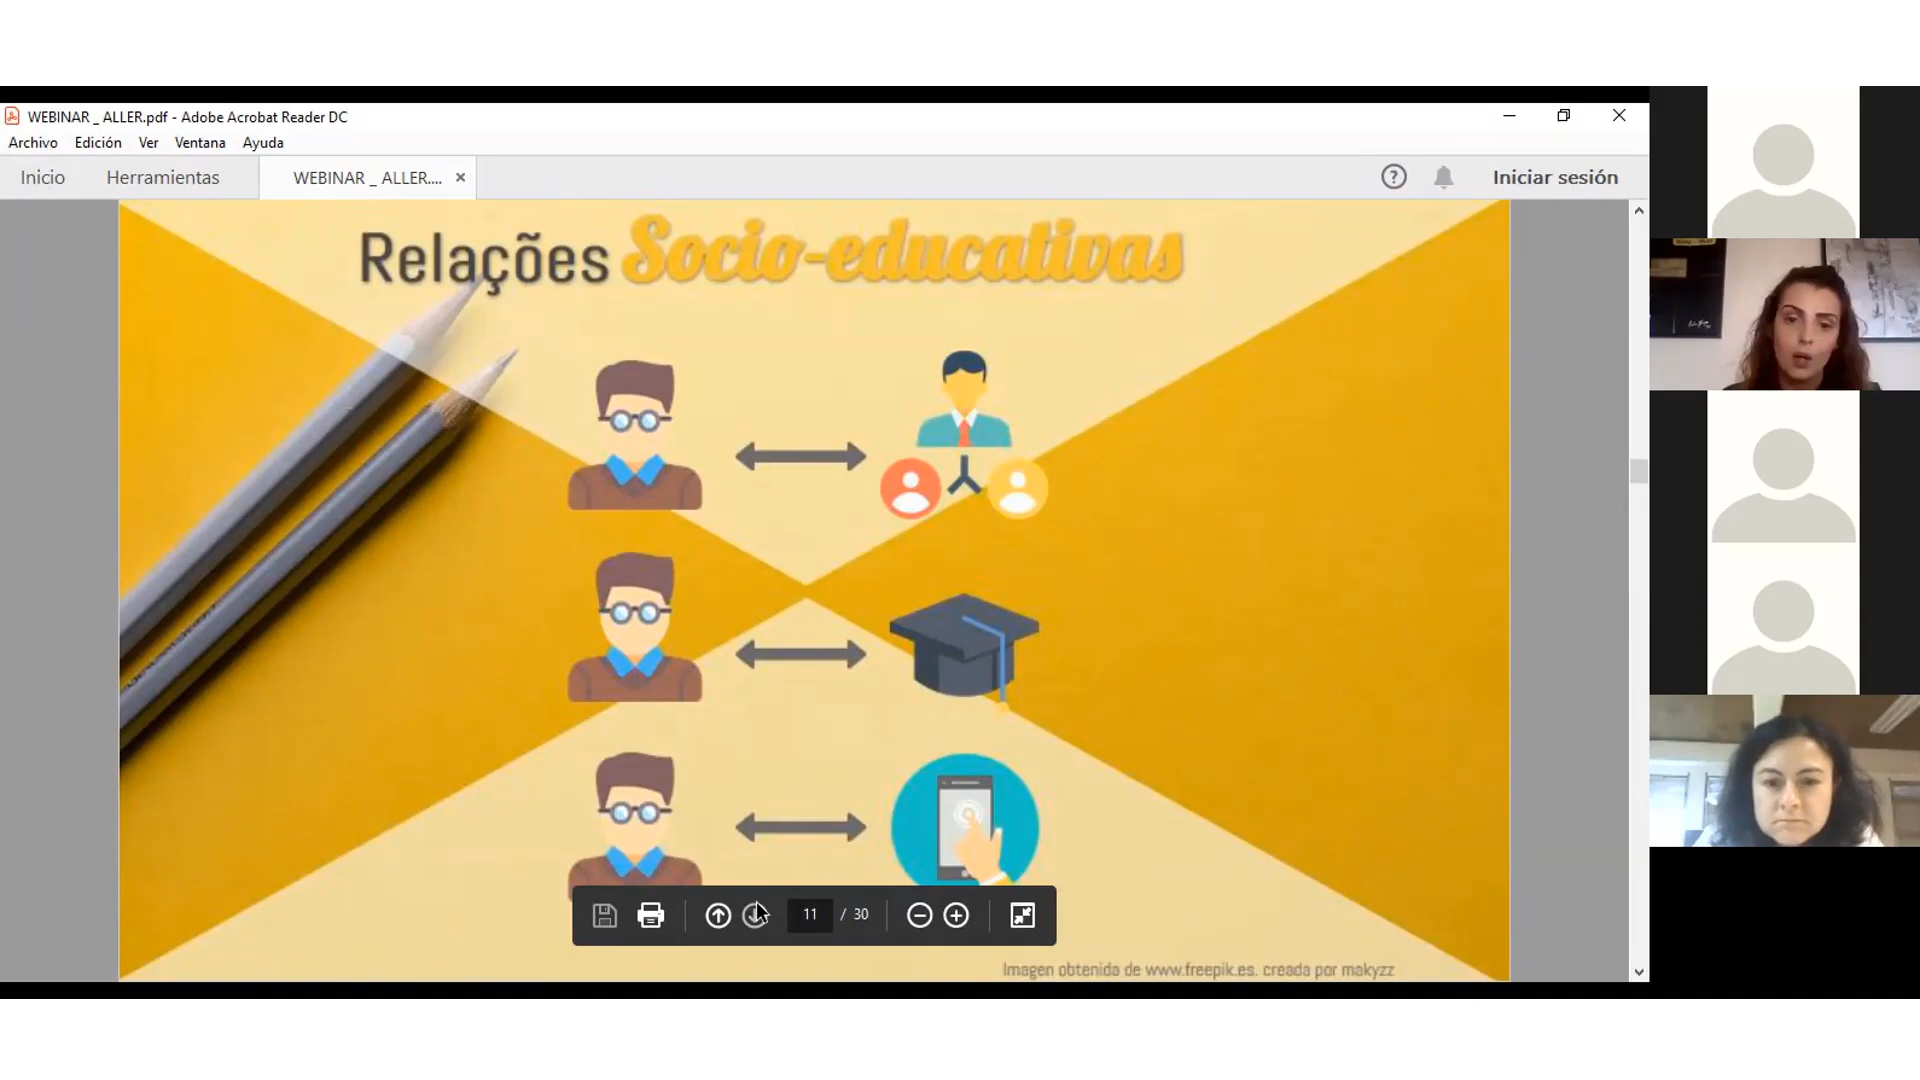 WEBINAR _ ALLER.pdf - Adobe Acrobat Reader DC
Archivo Edición Ver Ventana Ayuda
Inicio Herramientas WEBINAR _ ALLER.... × ? Iniciar sesión
Relações Socio-educativas
11 / 30
Imagen obtenida de www.freepik.es. creada por makyzz